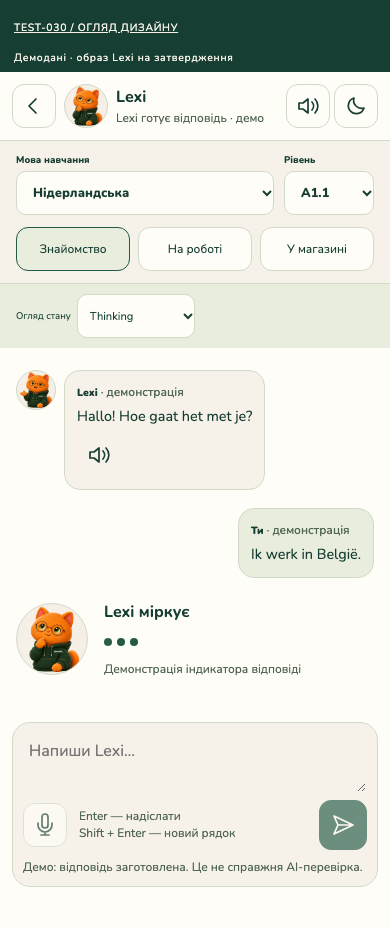 TEST-030 / ОГЛЯД ДИЗАЙНУ
Демодані · образ Lexi на затвердження
Lexi
Lexi готує відповідь · демо
Мова навчання
Рівень
Нідерландська
A1.1
Знайомство
На роботі
У магазині
Огляд стану
Thinking
Lexi · демонстрація
Hallo! Hoe gaat het met je?
Ти · демонстрація
Ik werk in België.
Lexi міркує
Демонстрація індикатора відповіді
Напиши Lexi...
Enter — надіслати
Shift + Enter — новий рядок
Демо: відповідь заготовлена. Це не справжня AI-перевірка.